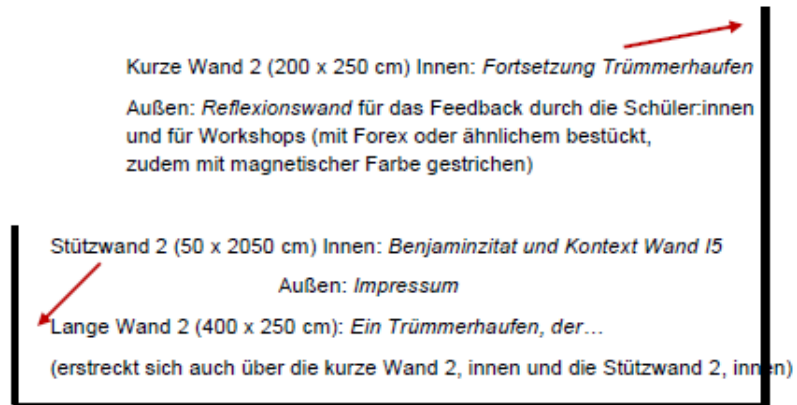 Kurze Wand 2 (200 x 250 cm) Innen: Fortsetzung Trümmerhaufen
Außen: Reflexionswand für das Feedback durch die Schüler:innen
und für Workshops (mit Forex oder ähnlichem bestückt,
zudem mit magnetischer Farbe gestrichen)
Stützwand 2 (50 x 2050 cm) Innen: Benjaminzitat und Kontext Wand I5
Außen: Impressum
Lange Wand 2 (400 x 250 cm): Ein Trümmerhaufen, der…
(erstreckt sich auch über die kurze Wand 2, innen und die Stützwand 2, innen)